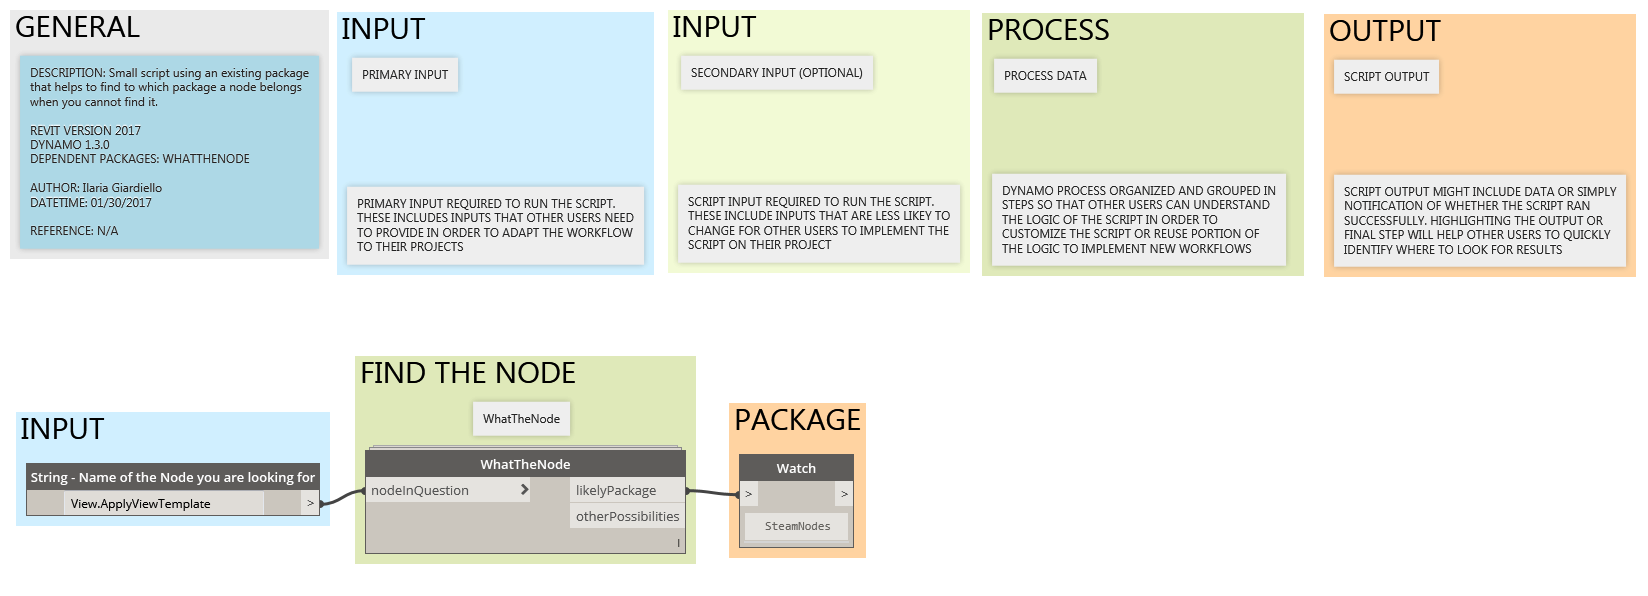 GENERAL
DESCRIPTION: Small script using an existing package
that helps to find to which package a node belongs
when you cannot find it.
REVIT VERSION 2017
DYNAMO 1.3.0
DEPENDENT PACKAGES: WHATTHENODE
AUTHOR: Ilaria Giardiello
DATETIME: 01/30/2017
REFERENCE: N/A
INPUT
PRIMARY INPUT
PRIMARY INPUT REQUIRED TO RUN THE SCRIPT.
THESE INCLUDES INPUTS THAT OTHER USERS NEED
TO PROVIDE IN ORDER TO ADAPT THE WORKFLOW
TO THEIR PROJECTS
INPUT
SECONDARY INPUT (OPTIONAL)
SCRIPT INPUT REQUIRED TO RUN THE SCRIPT.
THESE INCLUDE INPUTS THAT ARE LESS LIKEY TO
CHANGE FOR OTHER USERS TO IMPLEMENT THE
SCRIPT ON THEIR PROJECT
PROCESS
PROCESS DATA
DYNAMO PROCESS ORGANIZED AND GROUPED IN
STEPS SO THAT OTHER USERS CAN UNDERSTAND
THE LOGIC OF THE SCRIPT IN ORDER TO
CUSTOMIZE THE SCRIPT OR REUSE PORTION OF
THE LOGIC TO IMPLEMENT NEW WORKFLOWS
OUTPUT
SCRIPT OUTPUT
SCRIPT OUTPUT MIGHT INCLUDE DATA OR SIMPLY
NOTIFICATION OF WHETHER THE SCRIPT RAN
SUCCESSFULLY. HIGHLIGHTING THE OUTPUT OR
FINAL STEP WILL HELP OTHER USERS TO QUICKLY
IDENTIFY WHERE TO LOOK FOR RESULTS
INPUT
String - Name of the Node you are looking for
View.ApplyViewTemplate >
FIND THE NODE
WhatTheNode
WhatTheNode
nodeInQuestion likelyPackage
otherPossibilities
I
PACKAGE
Watch
> >
SteamNodes